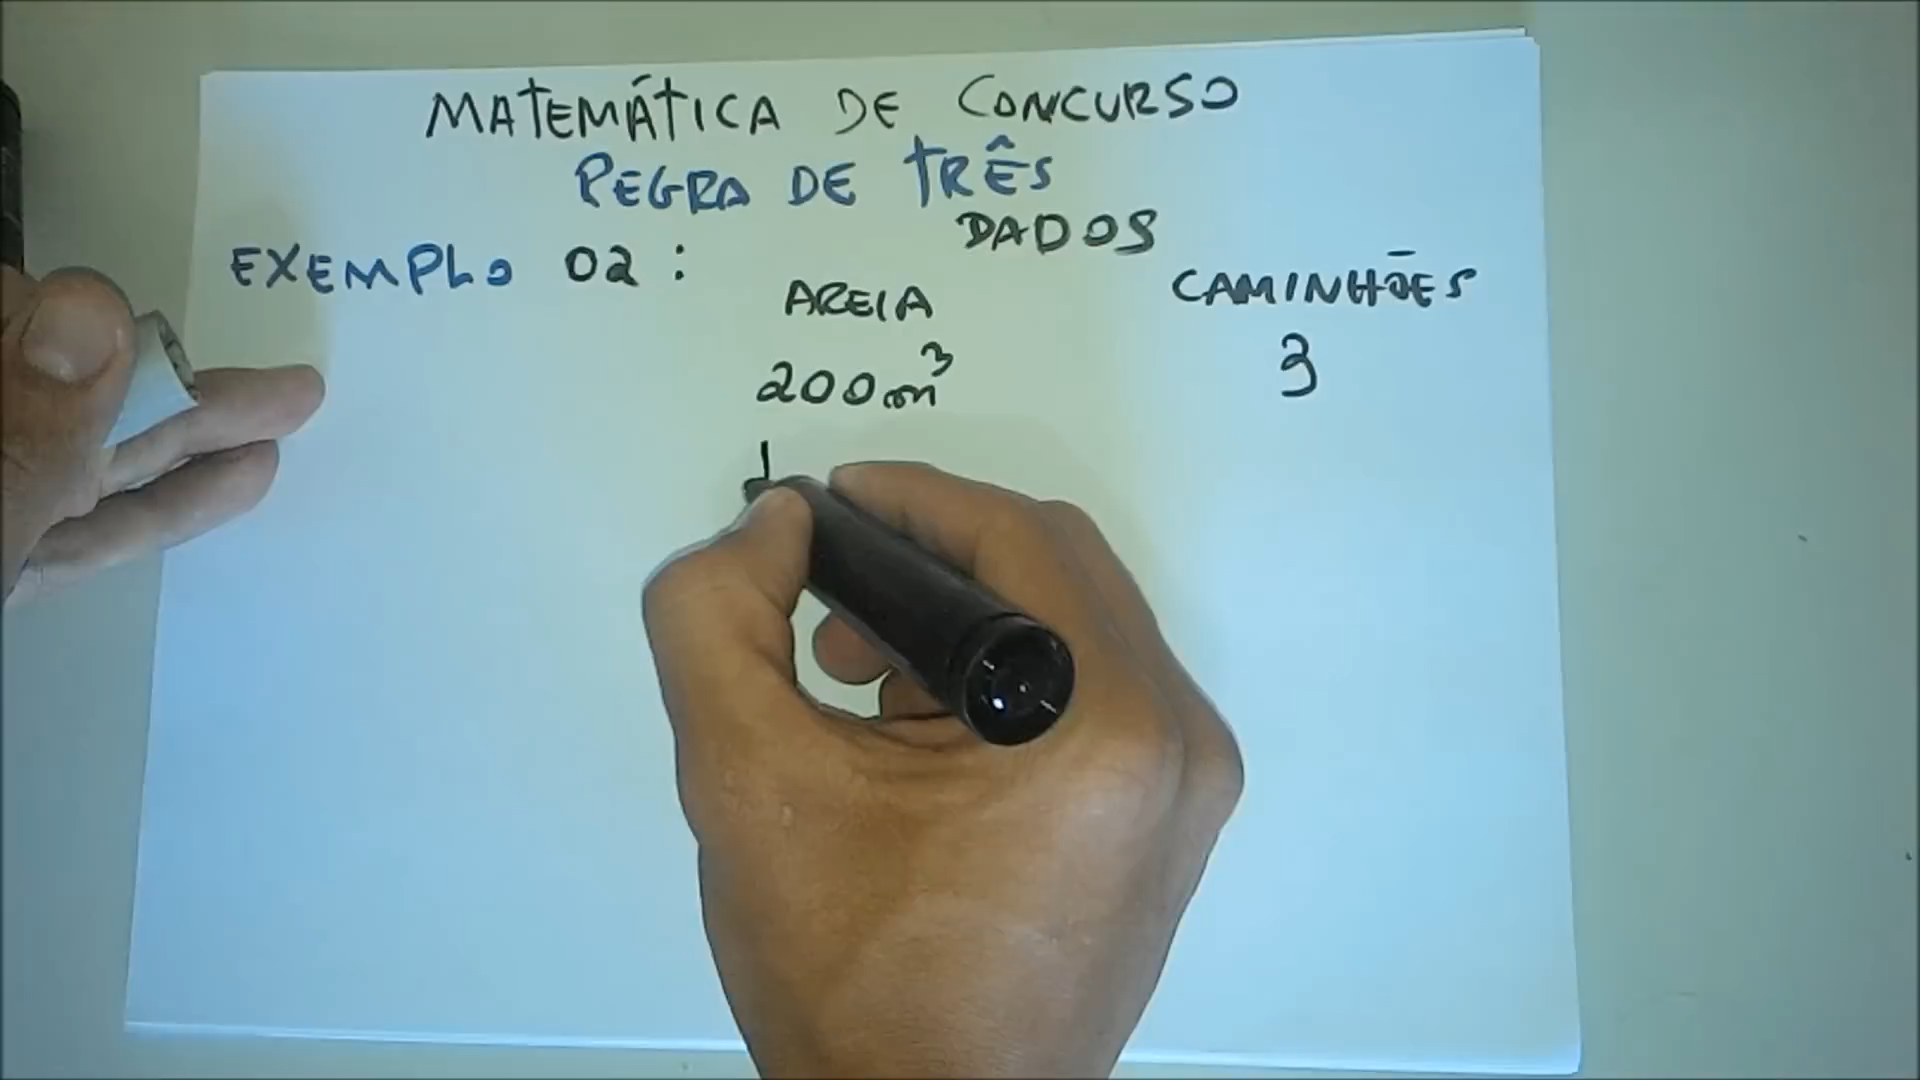 MATEMÁTICA DE CONCURSO
REGRA DE TRÊS
DADOS
EXEMPLO 02 :
AREIA CAMINHÕES
200m³ 3